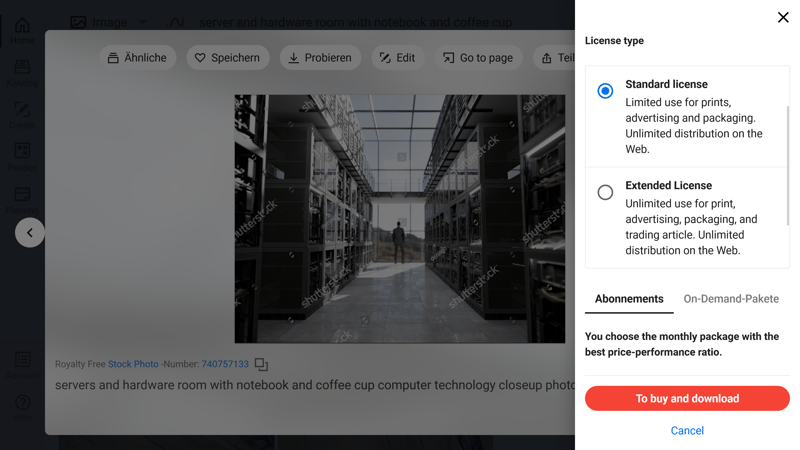 Image
server and hardware room with notebook and coffee cup
License type
Ähnliche
Speichern
Probieren
Edit
Go to page
Teil
Standard license
Limited use for prints,
advertising and packaging.
Unlimited distribution on the
Web.
Extended License
Unlimited use for print,
advertising, packaging, and
trading article. Unlimited
distribution on the Web.
shutterstock
shutterstock
shutterstock
shutterstock
Abonnements
On-Demand-Pakete
You choose the monthly package with the
best price-performance ratio.
Royalty Free Stock Photo -Number: 740757133
servers and hardware room with notebook and coffee cup computer technology closeup photo
To buy and download
Cancel